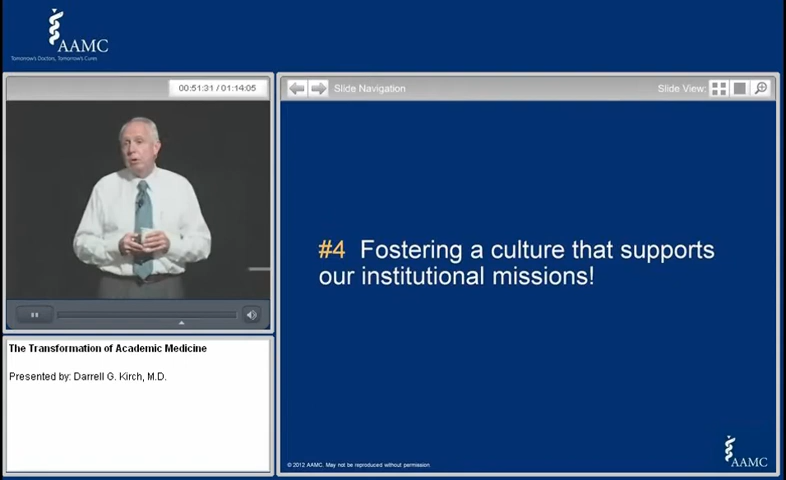 AAMC
Tomorrow's Doctors, Tomorrow's Cures
00:51:31 / 01:14:05
Slide Navigation
Slide View:
#4 Fostering a culture that supports
our institutional missions!
The Transformation of Academic Medicine
Presented by: Darrell G. Kirch, M.D.
© 2012 AAMC. May not be reproduced without permission.
AAMC